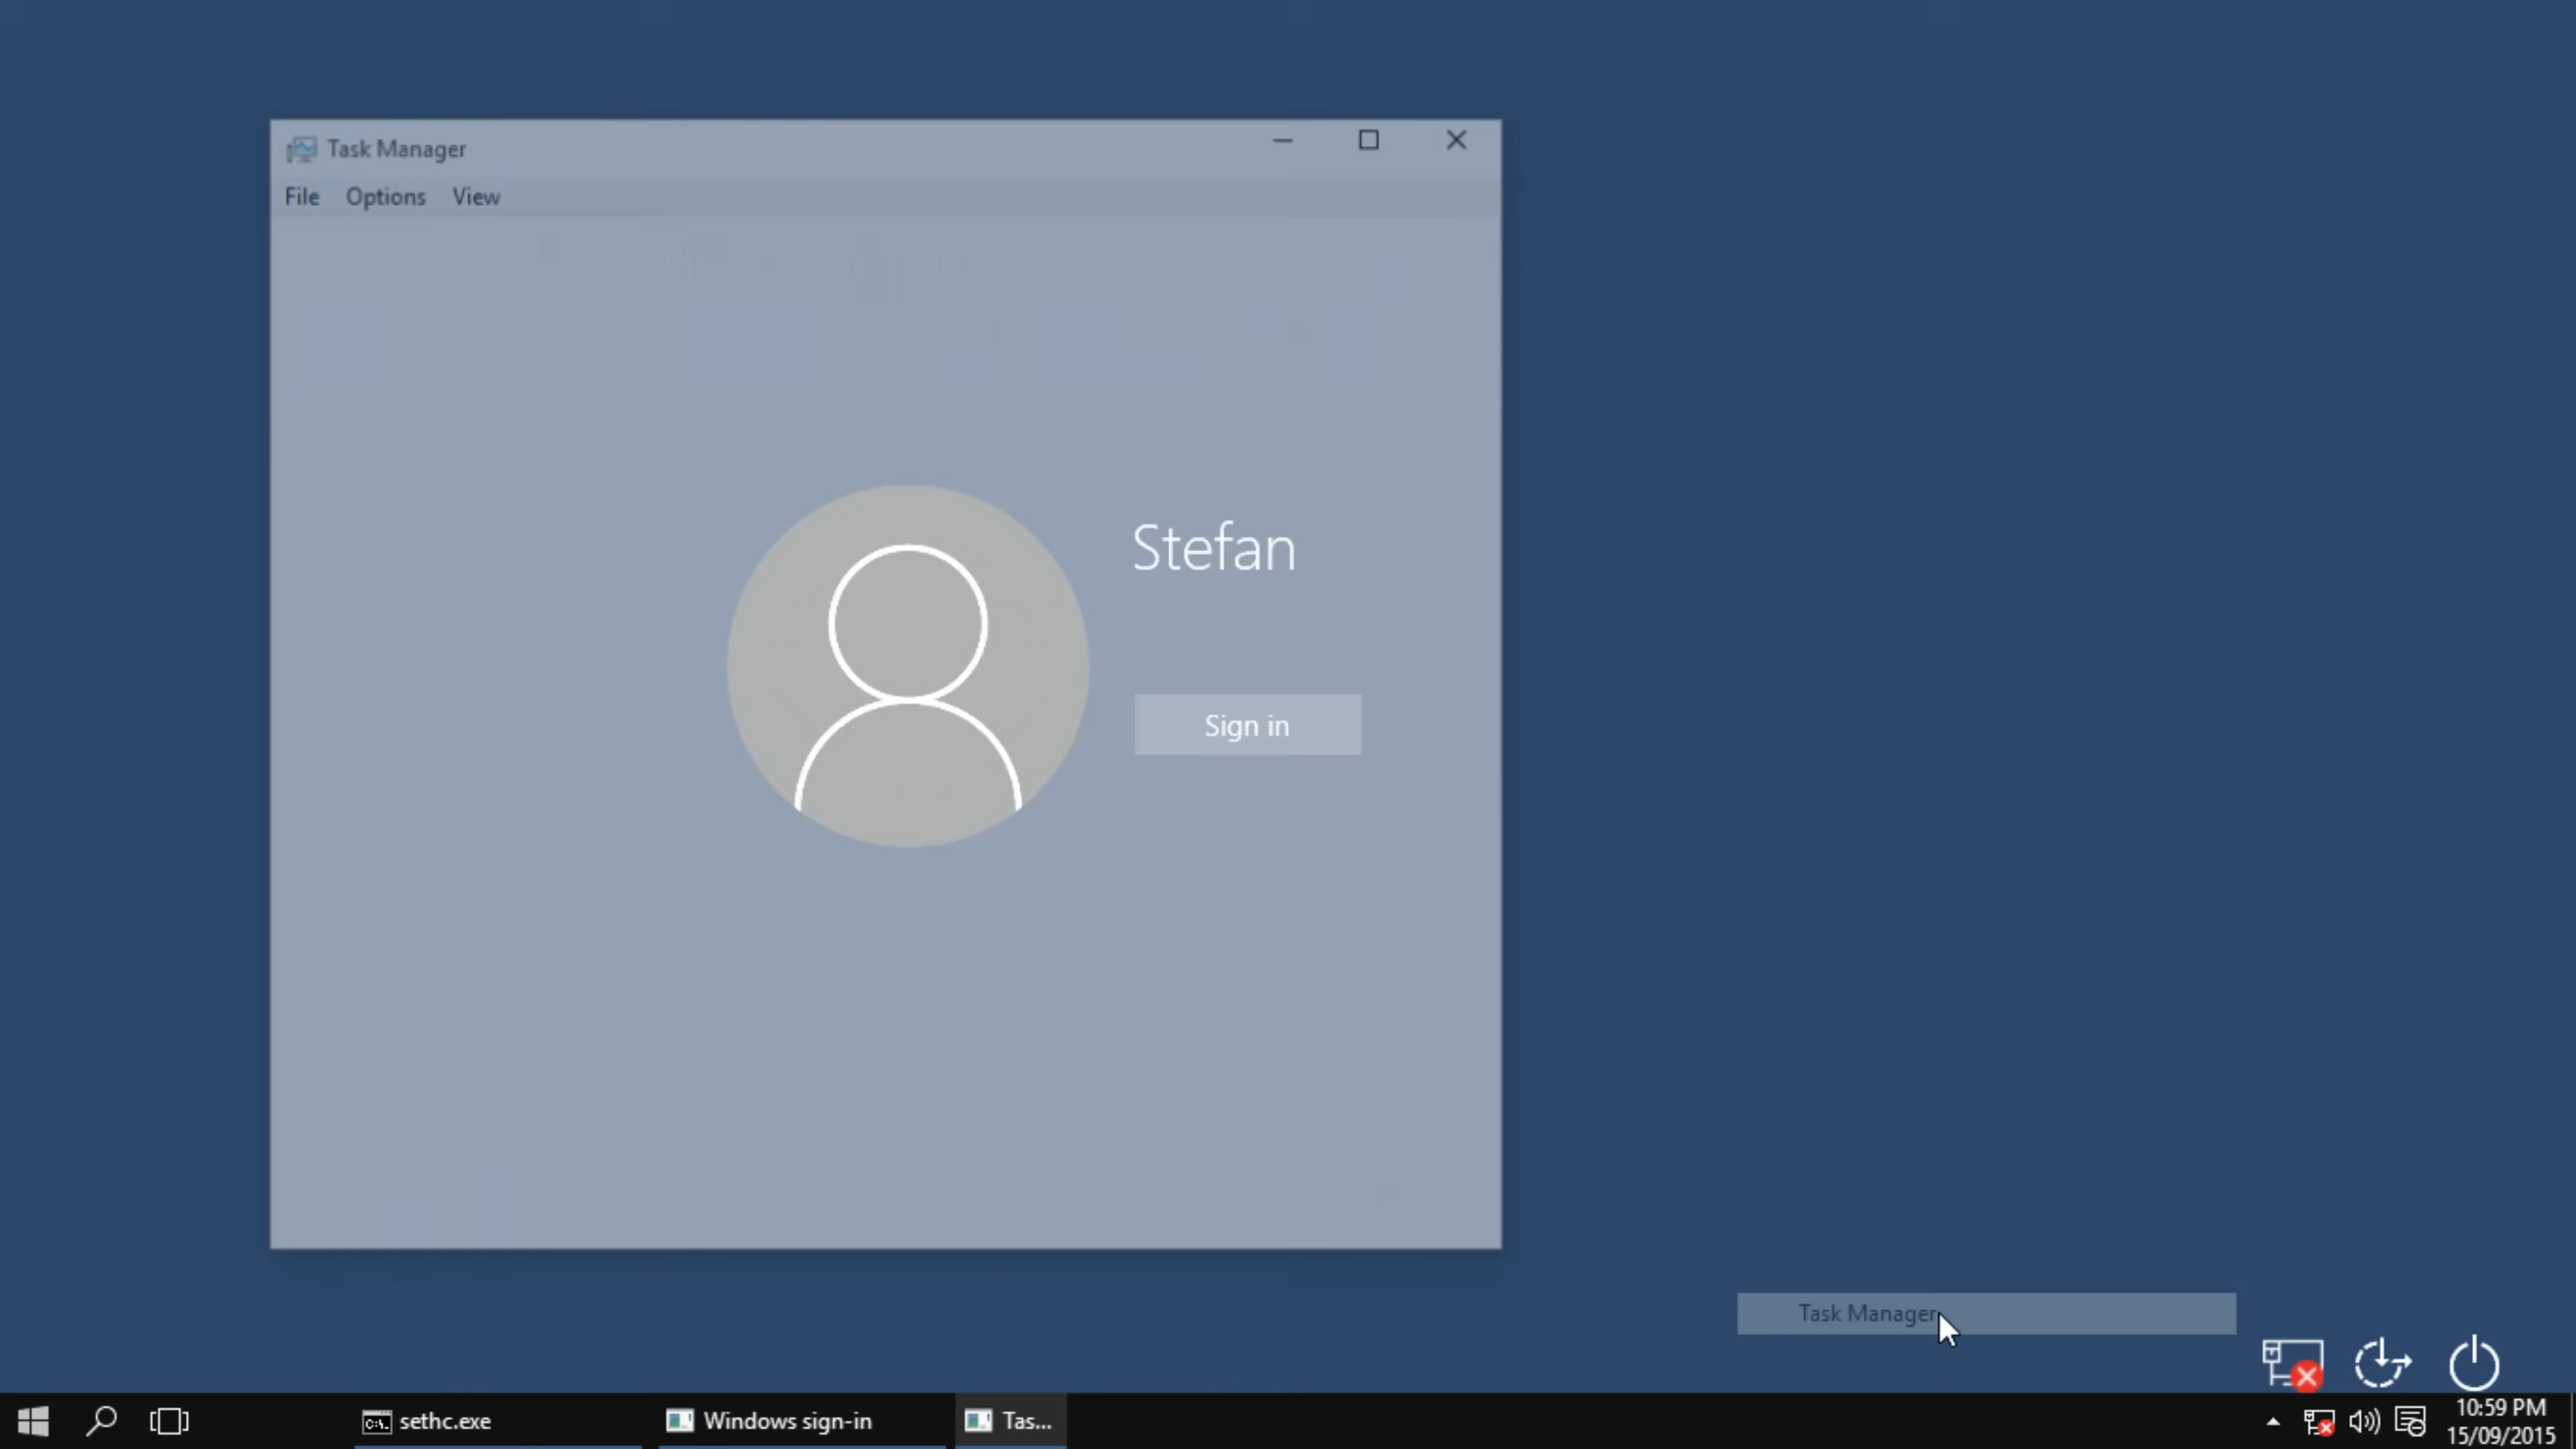 Task Manager
File Options View
Stefan
Sign in
Task Manager
sethc.exe
Windows sign-in
Tas...
10:59 PM
15/09/2015